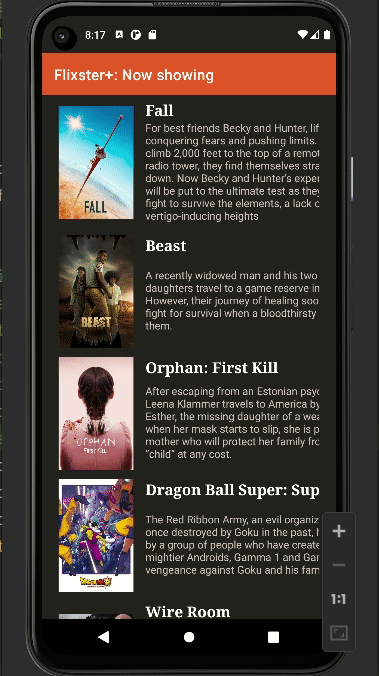 8:17
Flixster+: Now showing
Fall
For best friends Becky and Hunter, lif
conquering fears and pushing limits.
climb 2,000 feet to the top of a remot
radio tower, they find themselves stra
down. Now Becky and Hunter's exper
will be put to the ultimate test as they
fight to survive the elements, a lack o
vertigo-inducing heights
FALL
Beast
A recently widowed man and his two
daughters travel to a game reserve in
However, their journey of healing soo
fight for survival when a bloodthirsty
them.
BEAST
Orphan: First Kill
After escaping from an Estonian psyc
Leena Klammer travels to America by
Esther, the missing daughter of a wea
when her mask starts to slip, she is p
mother who will protect her family fro
“child” at any cost.
ORPHAN
First Kill
Dragon Ball Super: Sup
The Red Ribbon Army, an evil organiz
once destroyed by Goku in the past, h
by a group of people who have create
mightier Androids, Gamma 1 and Gam
vengeance against Goku and his fam
Wire Room
1:1